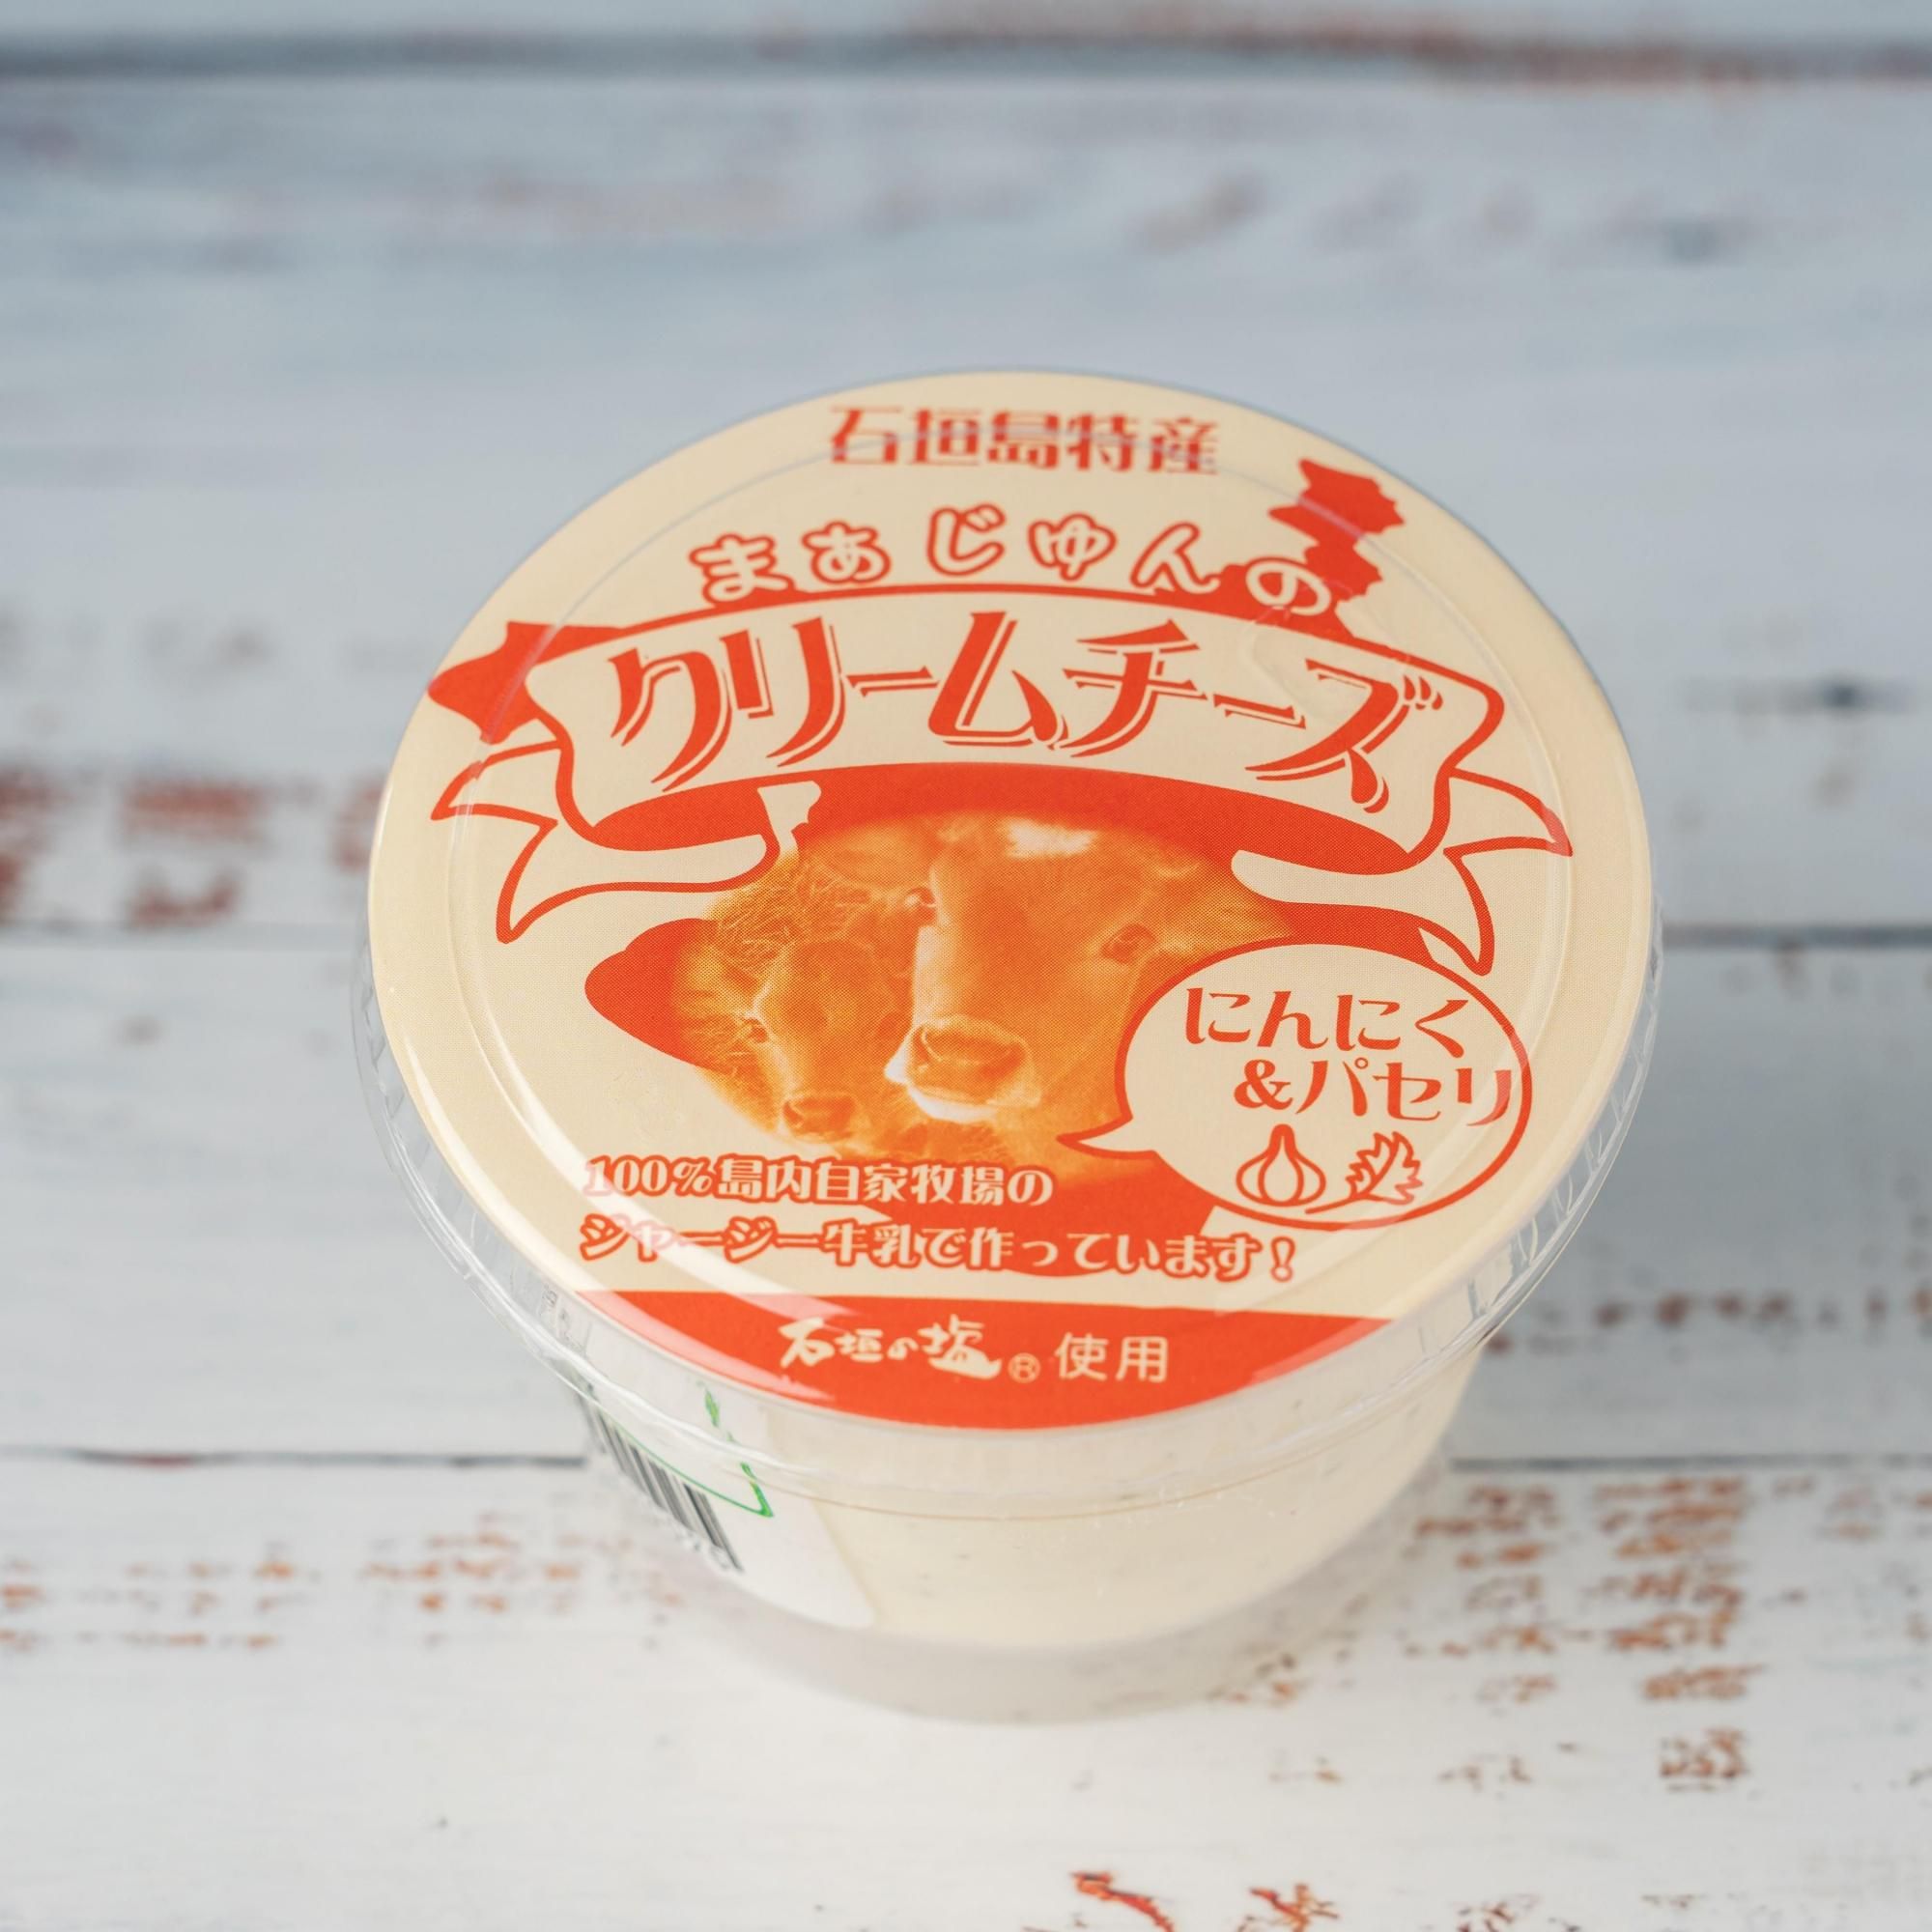 石垣島特産
まぁじゅんの
クリームチーズ
にんにく
&パセリ
100%島内自家牧場の
ジャージー牛乳で作っています!
石垣の塩®使用